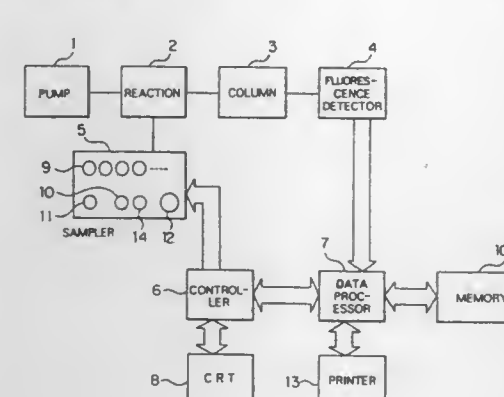 1 2 3 4
PUMP REACTION COLUMN FLUORES-
CENCE
DETECTOR
5
9
10
11 14 12
SAMPLER
7 10
6 CONTROL-
LER
DATA
PROC-
ESSOR
MEMORY
8 CRT 13 PRINTER